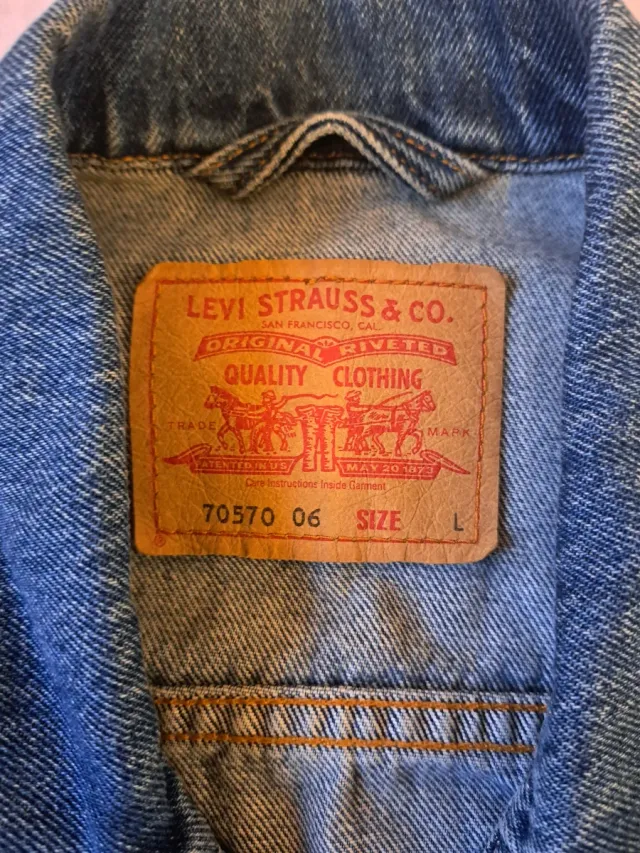 LEVI STRAUSS & CO.
SAN FRANCISCO, CAL.
ORIGINAL RIVETED
QUALITY CLOTHING
TRADE MARK
PATENTED IN US MAY 20 1873
Care Instructions Inside Garment
70570 06 SIZE L
®